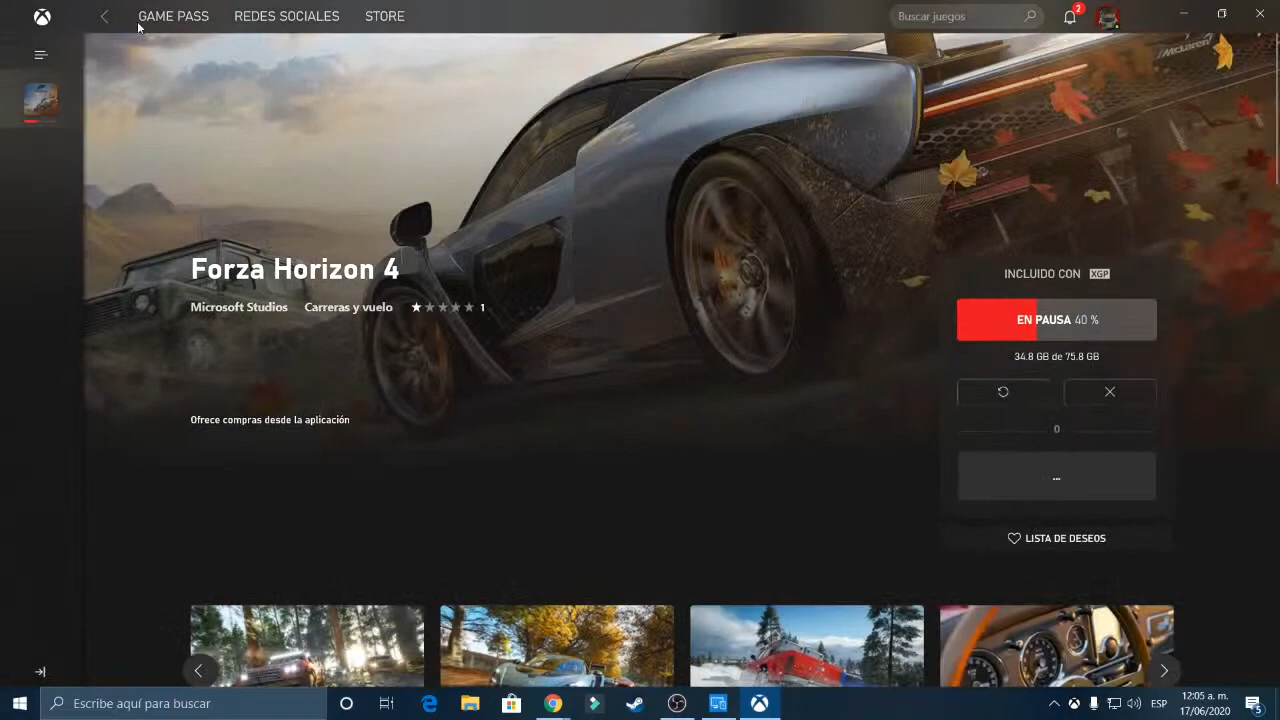 GAME PASS REDES SOCIALES STORE
Buscar juegos
2
McLaren
Forza Horizon 4
Microsoft Studios Carreras y vuelo 1
Ofrece compras desde la aplicación
INCLUIDO CON XGP
EN PAUSA 40 %
34.8 GB de 75.8 GB
0
...
LISTA DE DESEOS
Escribe aquí para buscar
ESP
12:05 a. m.
17/06/2020
5